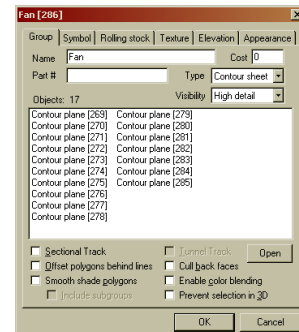 Fan [286]
Group Symbol Rolling stock Texture Elevation Appearance
Name Fan Cost 0
Part # Type Contour sheet
Objects: 17 Visibility High detail
Contour plane [269] Contour plane [279]
Contour plane [270] Contour plane [280]
Contour plane [271] Contour plane [281]
Contour plane [272] Contour plane [282]
Contour plane [273] Contour plane [283]
Contour plane [274] Contour plane [284]
Contour plane [275] Contour plane [285]
Contour plane [276]
Contour plane [277]
Contour plane [278]
Sectional Track Tunnel Track Open
Offset polygons behind lines Cull back faces
Smooth shade polygons Enable color blending
Include subgroups Prevent selection in 3D
OK Cancel